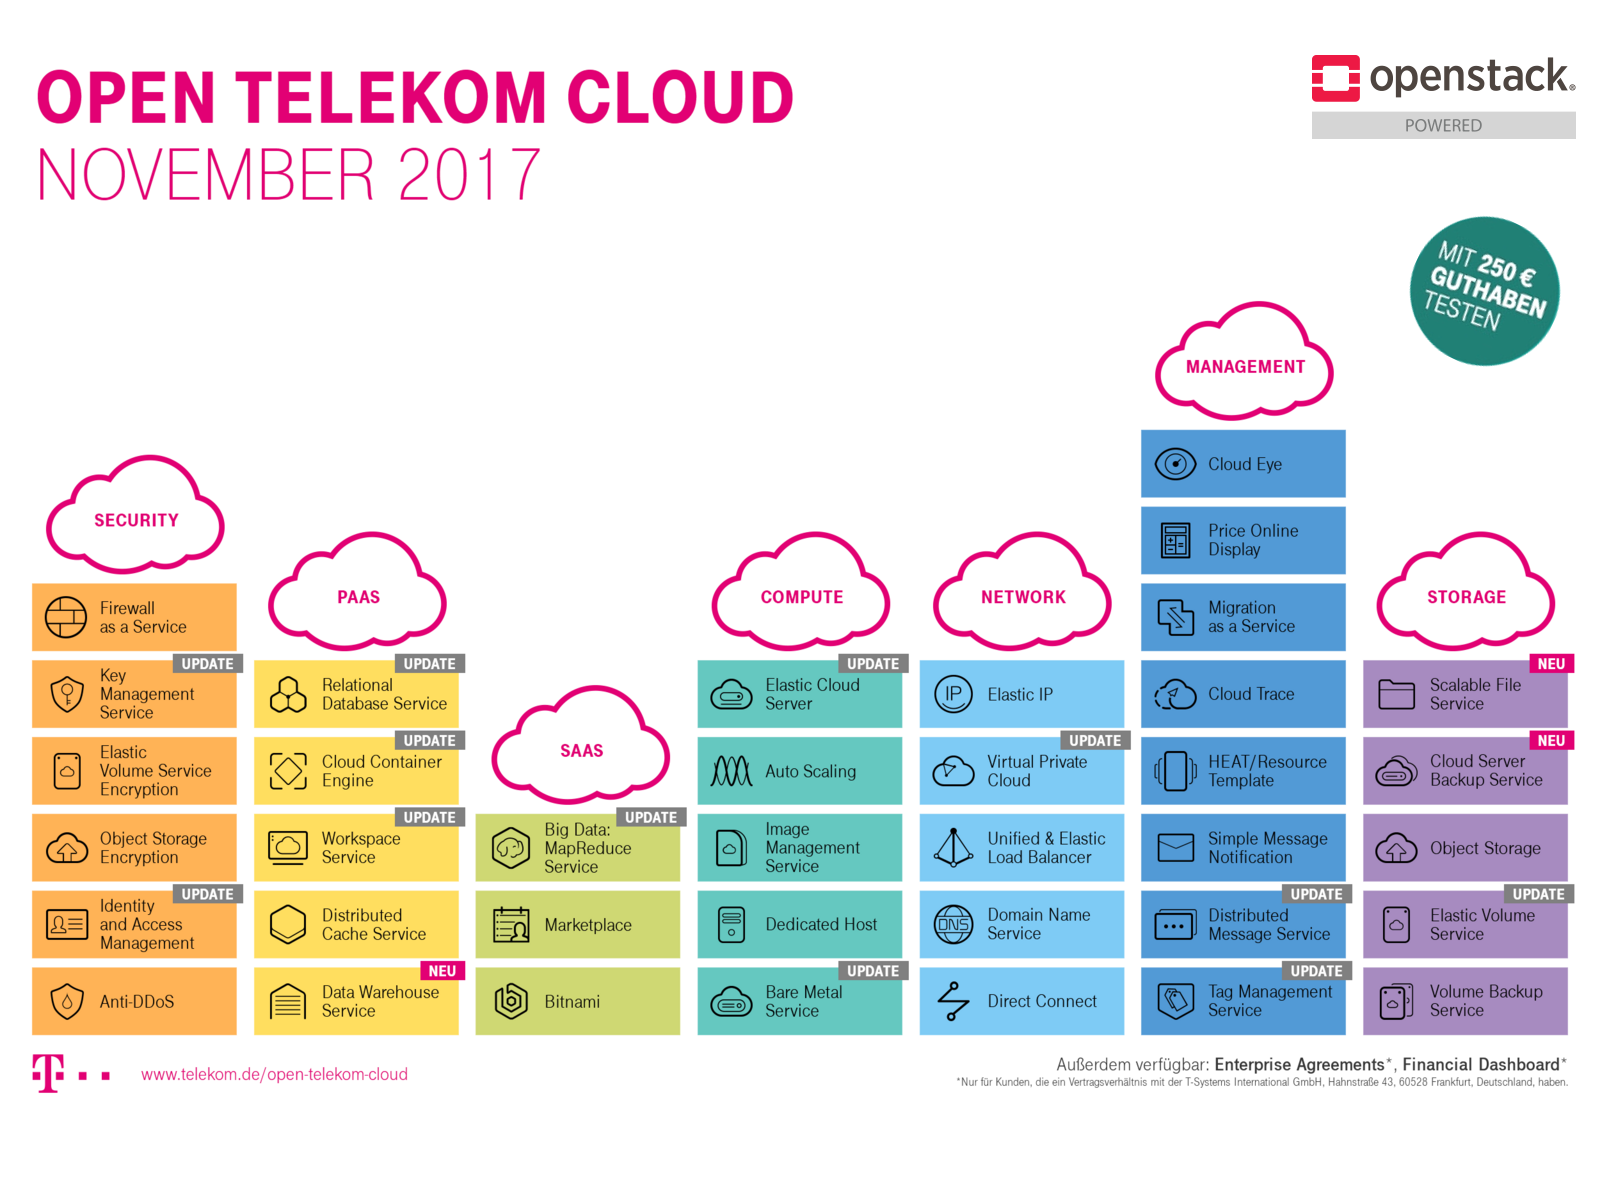 OPEN TELEKOM CLOUD
NOVEMBER 2017
openstack®
POWERED
MIT 250 €
GUTHABEN
TESTEN
SECURITY
Firewall
as a Service
UPDATE
Key
Management
Service
Elastic
Volume Service
Encryption
Object Storage
Encryption
UPDATE
Identity
and Access
Management
Anti-DDoS
PAAS
UPDATE
Relational
Database Service
UPDATE
Cloud Container
Engine
UPDATE
Workspace
Service
Distributed
Cache Service
NEU
Data Warehouse
Service
SAAS
UPDATE
Big Data:
MapReduce
Service
Marketplace
Bitnami
COMPUTE
UPDATE
Elastic Cloud
Server
Auto Scaling
Image
Management
Service
Dedicated Host
UPDATE
Bare Metal
Service
NETWORK
IP
Elastic IP
UPDATE
Virtual Private
Cloud
Unified & Elastic
Load Balancer
DNS
Domain Name
Service
Direct Connect
MANAGEMENT
Cloud Eye
Price Online
Display
Migration
as a Service
Cloud Trace
HEAT/Resource
Template
Simple Message
Notification
UPDATE
Distributed
Message Service
UPDATE
Tag Management
Service
STORAGE
NEU
Scalable File
Service
NEU
Cloud Server
Backup Service
Object Storage
UPDATE
Elastic Volume
Service
Volume Backup
Service
T
www.telekom.de/open-telekom-cloud
Außerdem verfügbar: Enterprise Agreements*, Financial Dashboard*
*Nur für Kunden, die ein Vertragsverhältnis mit der T-Systems International GmbH, Hahnstraße 43, 60528 Frankfurt, Deutschland, haben.